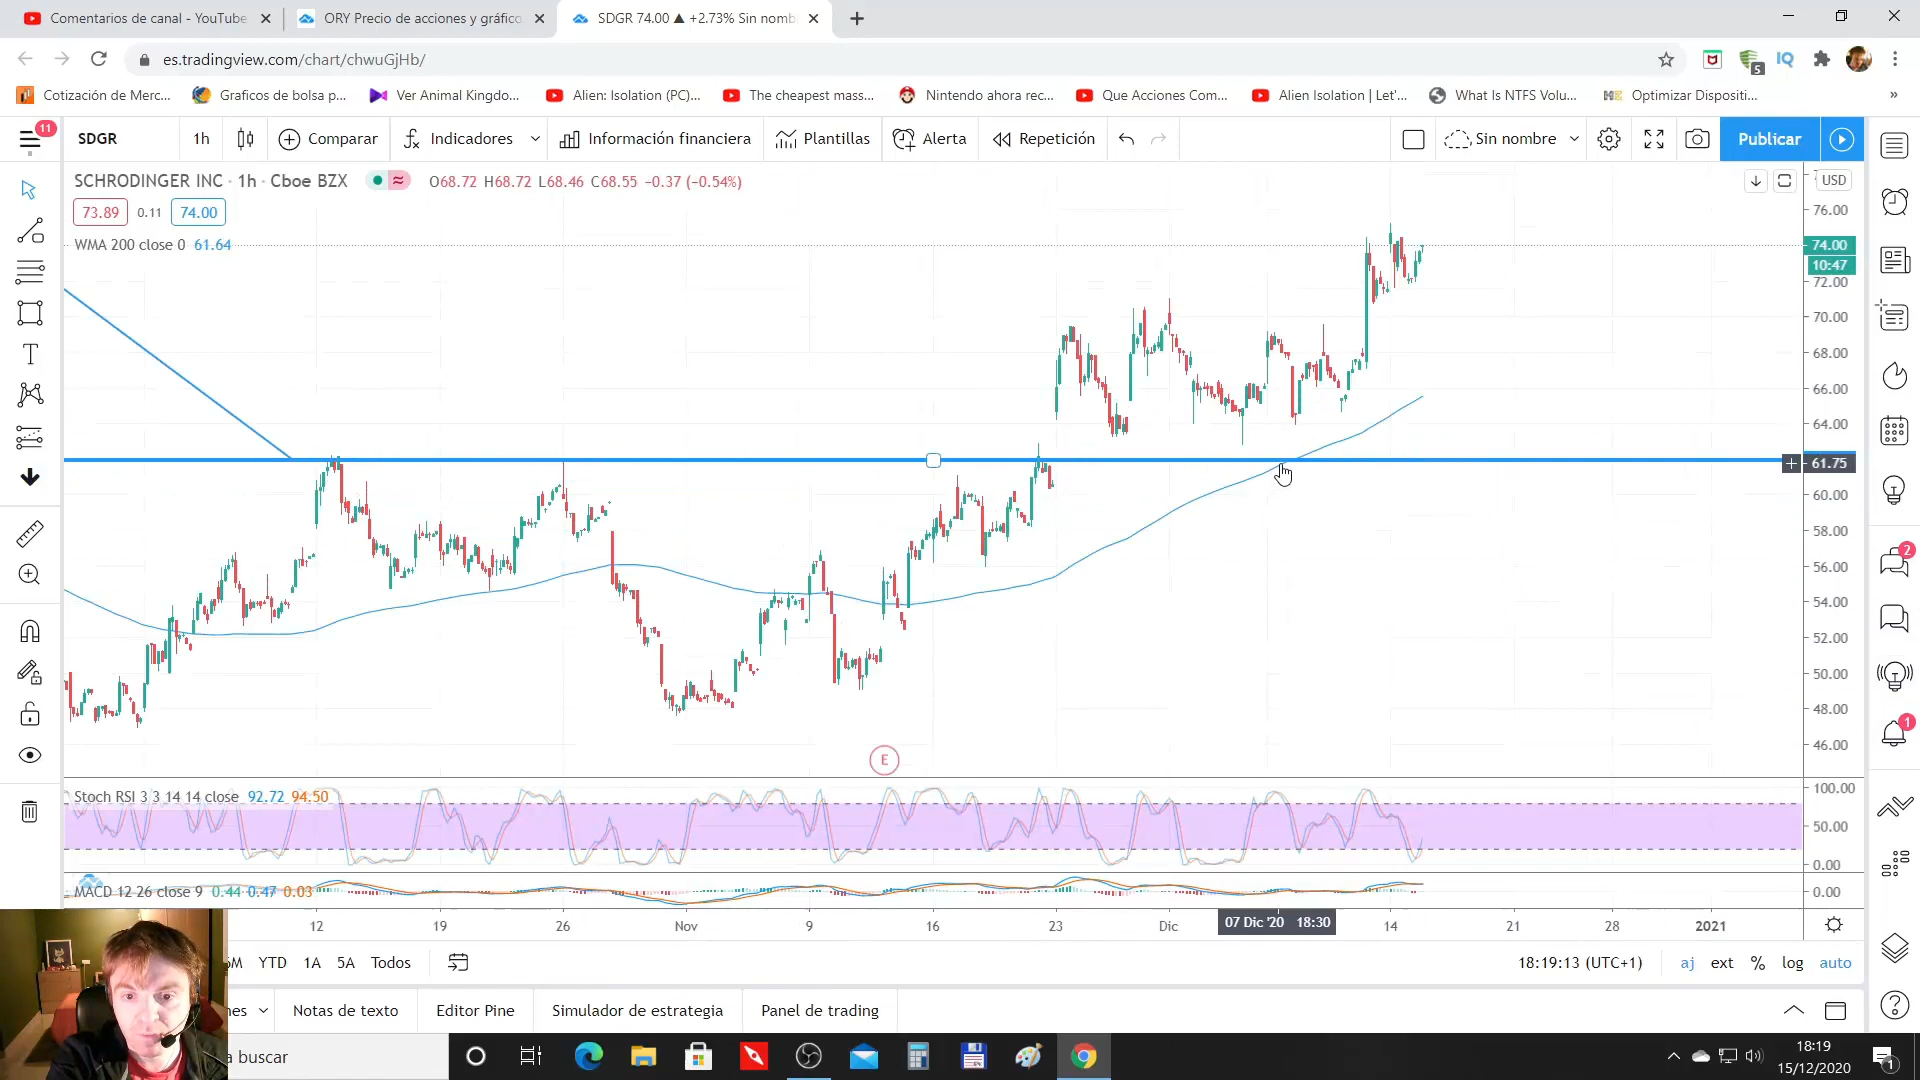 Comentarios de canal - YouTube
ORY Precio de acciones y gráfico
SDGR 74.00 ▲ +2.73% Sin nomb
es.tradingview.com/chart/chwuGjHb/
5
IQ
Cotización de Merc...
Graficos de bolsa p...
Ver Animal Kingdo...
Alien: Isolation (PC)...
The cheapest mass...
Nintendo ahora rec...
Que Acciones Com...
Alien Isolation | Let'...
What Is NTFS Volu...
Optimizar Dispositi...
»
11
SDGR
1h
Comparar
Indicadores
Información financiera
Plantillas
Alerta
Repetición
Sin nombre
Publicar
SCHRODINGER INC · 1h · Cboe BZX
O68.72 H68.72 L68.46 C68.55 −0.37 (−0.54%)
USD
73.89 0.11 74.00
WMA 200 close 0 61.64
76.00
74.00
10:47
72.00
70.00
68.00
66.00
64.00
61.75
60.00
58.00
56.00
54.00
52.00
50.00
48.00
46.00
E
2
1
Stoch RSI 3 3 14 14 close 92.72 94.50
100.00
50.00
0.00
MACD 12 26 close 9 0.44 0.47 0.03
0.00
12 19 26 Nov 9 16 23 Dic 07 Dic '20 18:30 14 21 28 2021
YTD 1A 5A Todos
18:19:13 (UTC+1)
aj ext % log auto
nes
Notas de texto
Editor Pine
Simulador de estrategia
Panel de trading
a buscar
18:19
15/12/2020
1